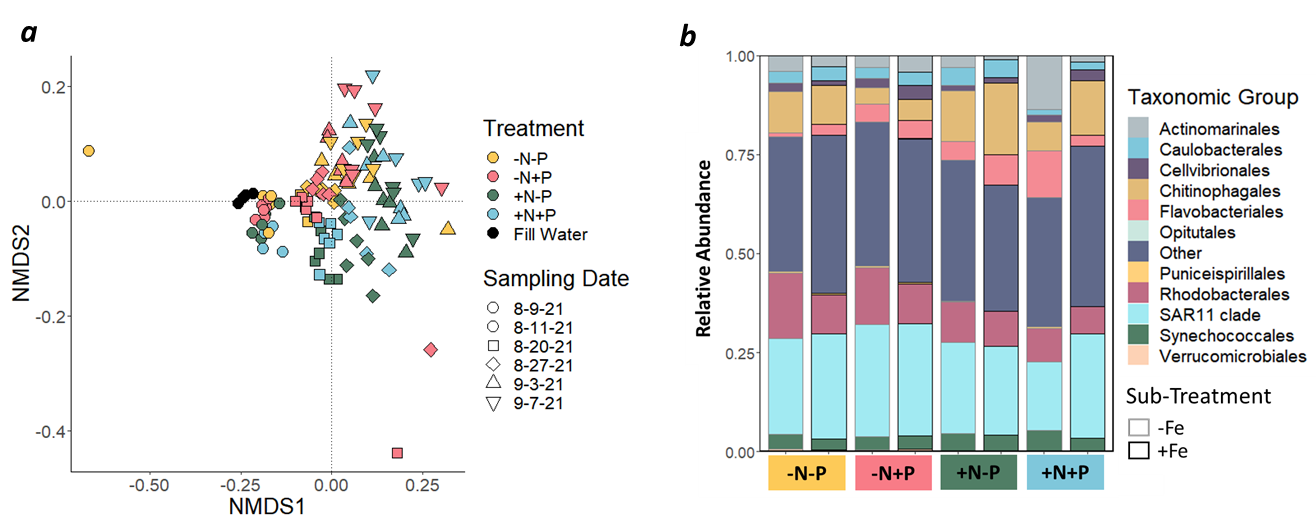 a
0.2
0.0
-0.2
-0.4
NMDS2
-0.50
-0.25
0.00
0.25
NMDS1
Treatment
-N-P
-N+P
+N-P
+N+P
Fill Water
Sampling Date
8-9-21
8-11-21
8-20-21
8-27-21
9-3-21
9-7-21
b
1.00
0.75
0.50
0.25
0.00
Relative Abundance
-N-P
-N+P
+N-P
+N+P
Taxonomic Group
Actinomarinales
Caulobacterales
Cellvibrionales
Chitinophagales
Flavobacteriales
Opitutales
Other
Puniceispirillales
Rhodobacterales
SAR11 clade
Synechococcales
Verrucomicrobiales
Sub-Treatment
-Fe
+Fe